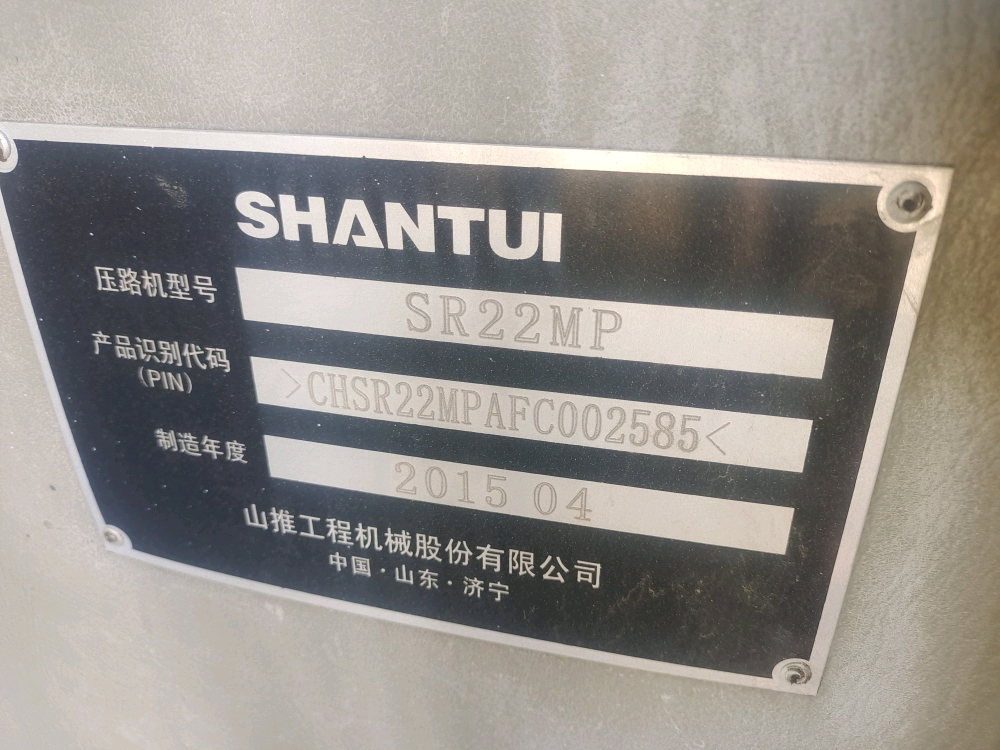 SHANTUI
压路机型号 SR22MP
产品识别代码 >CHSR22MPAFC002585<
(PIN)
制造年度 2015 04
山推工程机械股份有限公司
中国·山东·济宁